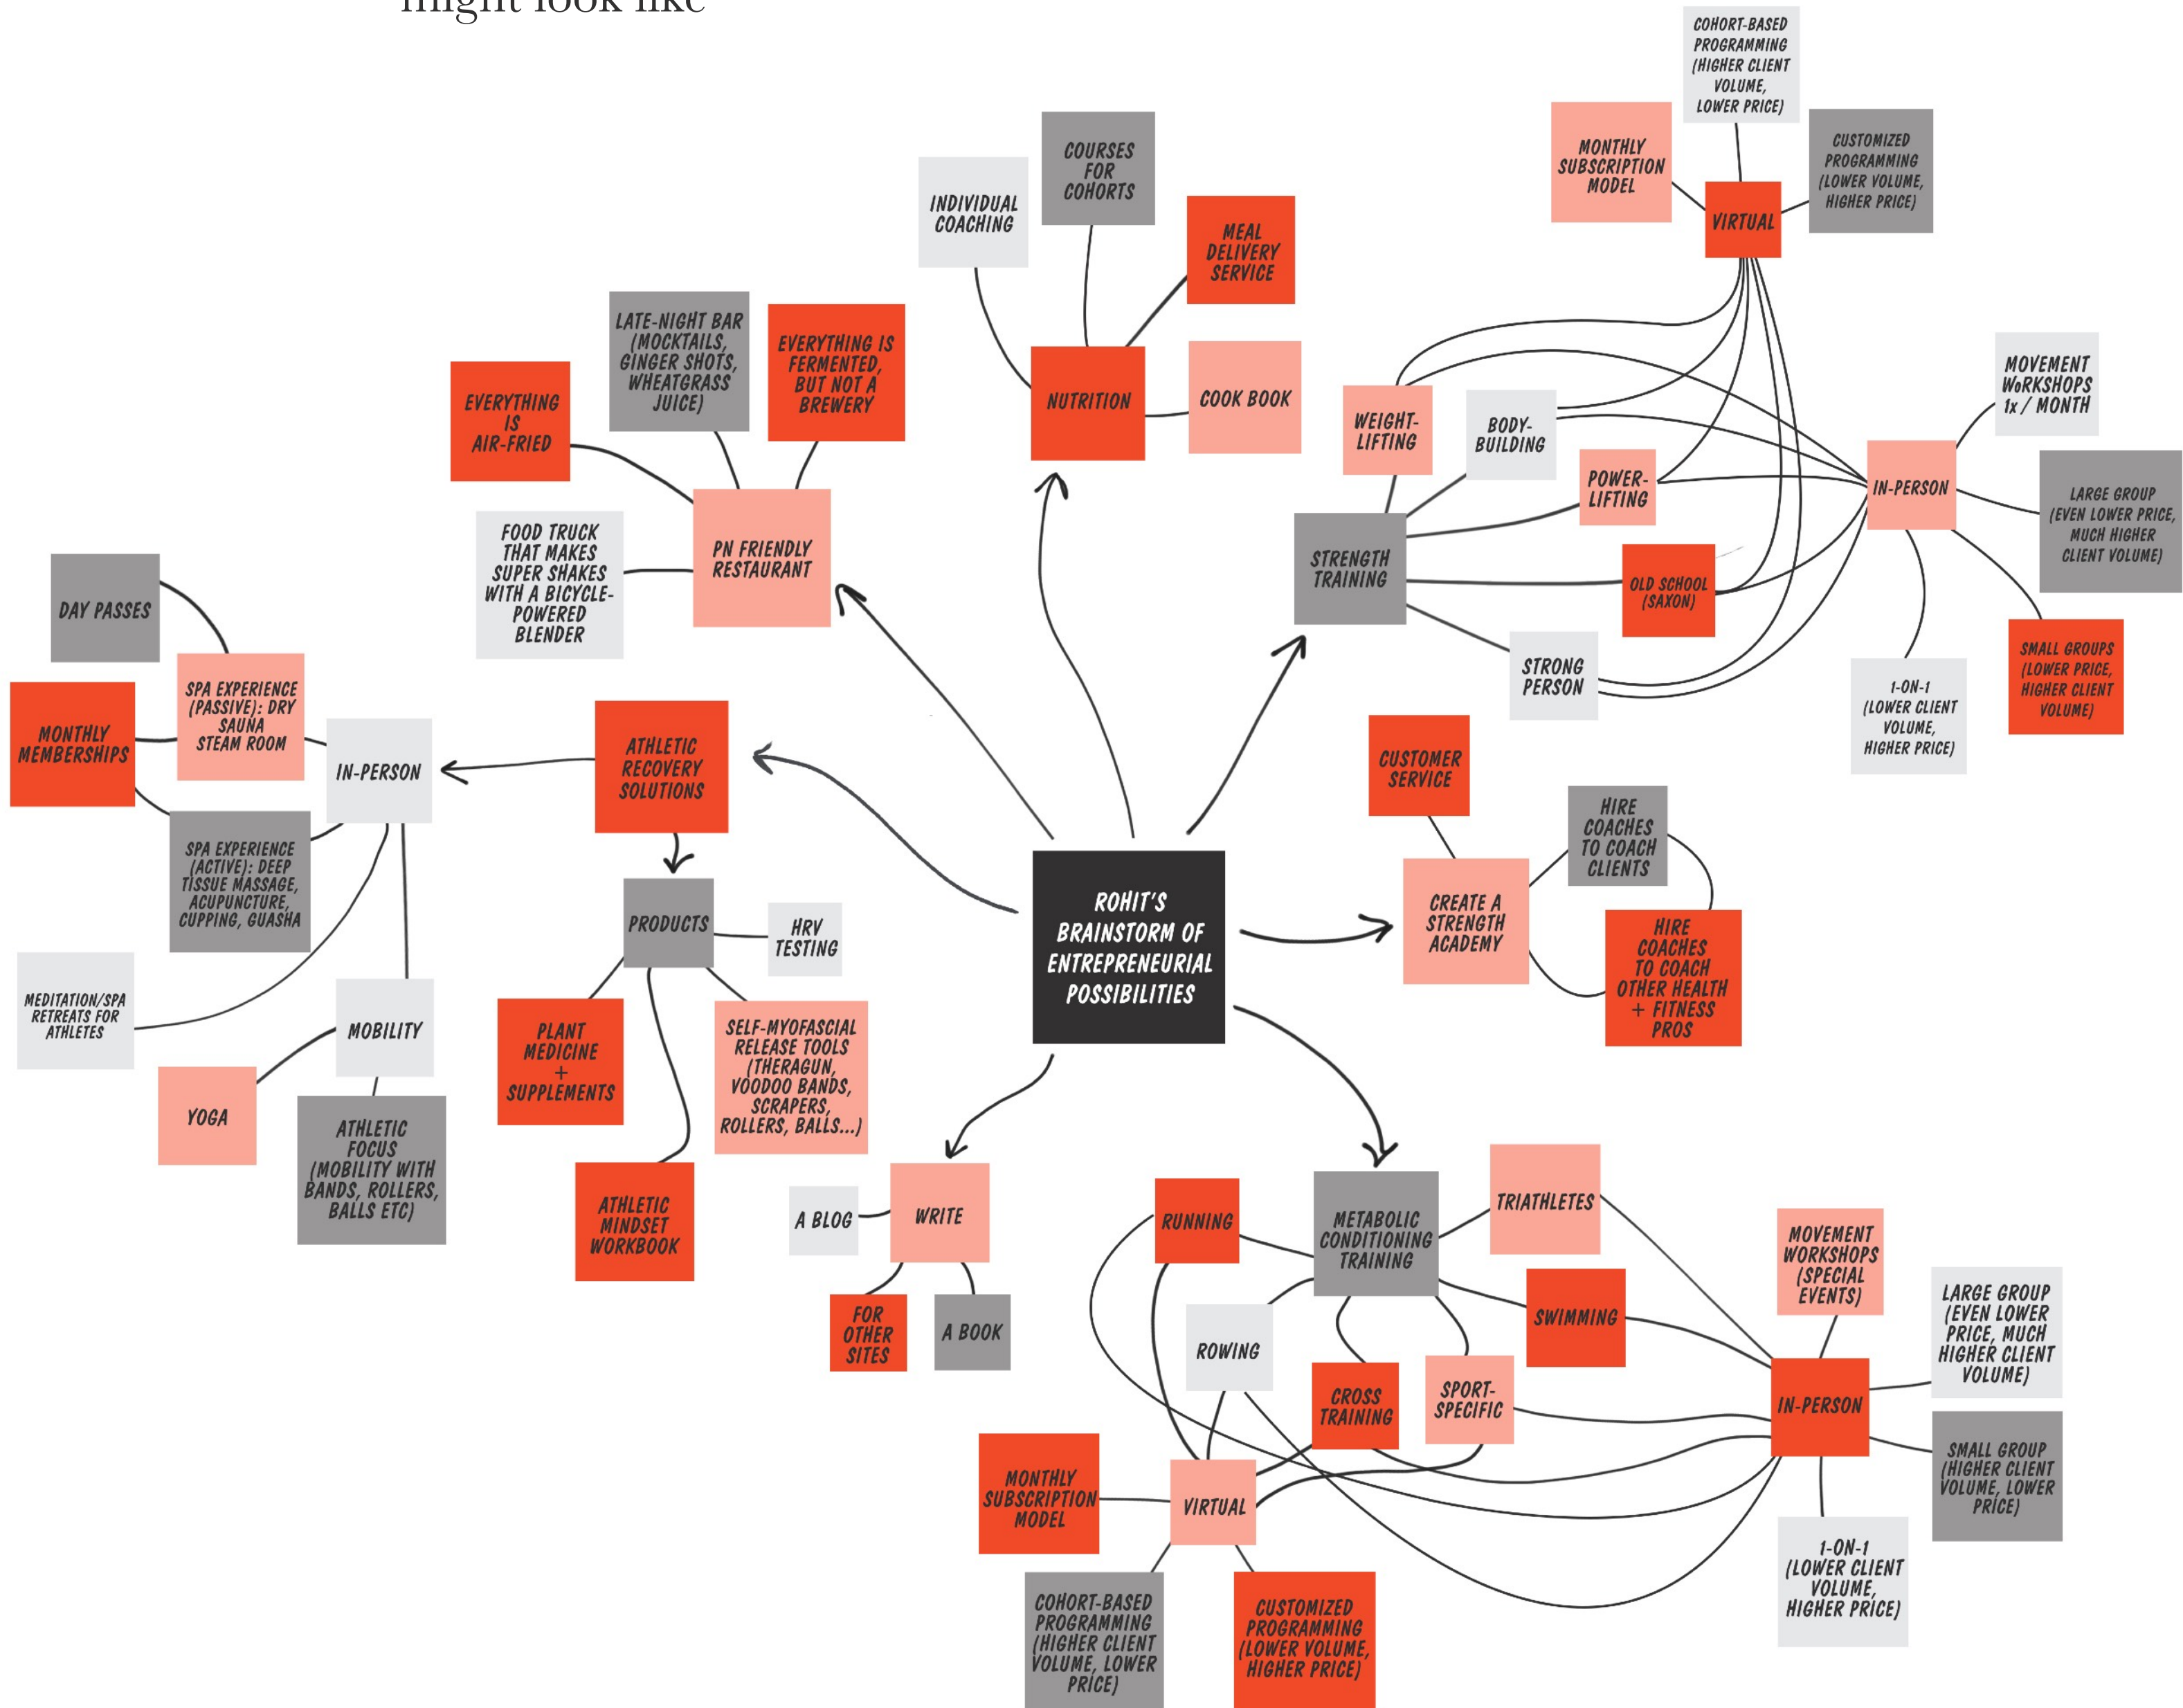 might look like
COHORT-BASED
PROGRAMMING
(HIGHER CLIENT
VOLUME,
LOWER PRICE)
MONTHLY
SUBSCRIPTION
MODEL
CUSTOMIZED
PROGRAMMING
(LOWER VOLUME,
HIGHER PRICE)
VIRTUAL
INDIVIDUAL
COACHING
COURSES
FOR
COHORTS
MEAL
DELIVERY
SERVICE
NUTRITION
COOK BOOK
EVERYTHING
IS
AIR-FRIED
LATE-NIGHT BAR
(MOCKTAILS,
GINGER SHOTS,
WHEATGRASS
JUICE)
EVERYTHING IS
FERMENTED,
BUT NOT A
BREWERY
FOOD TRUCK
THAT MAKES
SUPER SHAKES
WITH A BICYCLE-
POWERED
BLENDER
PN FRIENDLY
RESTAURANT
WEIGHT-
LIFTING
BODY-
BUILDING
POWER-
LIFTING
STRENGTH
TRAINING
OLD SCHOOL
(SAXON)
STRONG
PERSON
IN-PERSON
MOVEMENT
WoRKSHOPS
1x / MONTH
LARGE GROUP
(EVEN LOWER PRICE,
MUCH HIGHER
CLIENT VOLUME)
SMALL GROUPS
(LOWER PRICE,
HIGHER CLIENT
VOLUME)
1-ON-1
(LOWER CLIENT
VOLUME,
HIGHER PRICE)
DAY PASSES
MONTHLY
MEMBERSHIPS
SPA EXPERIENCE
(PASSIVE): DRY
SAUNA
STEAM ROOM
IN-PERSON
SPA EXPERIENCE
(ACTIVE): DEEP
TISSUE MASSAGE,
ACUPUNCTURE,
CUPPING, GUASHA
MEDITATION/SPA
RETREATS FOR
ATHLETES
MOBILITY
YOGA
ATHLETIC
FOCUS
(MOBILITY WITH
BANDS, ROLLERS,
BALLS ETC)
ATHLETIC
RECOVERY
SOLUTIONS
PRODUCTS
HRV
TESTING
PLANT
MEDICINE
+
SUPPLEMENTS
SELF-MYOFASCIAL
RELEASE TOOLS
(THERAGUN,
VOODOO BANDS,
SCRAPERS,
ROLLERS, BALLS...)
ATHLETIC
MINDSET
WORKBOOK
ROHIT'S
BRAINSTORM OF
ENTREPRENEURIAL
POSSIBILITIES
CUSTOMER
SERVICE
HIRE
COACHES
TO COACH
CLIENTS
CREATE A
STRENGTH
ACADEMY
HIRE
COACHES
TO COACH
OTHER HEALTH
+ FITNESS
PROS
A BLOG
WRITE
FOR
OTHER
SITES
A BOOK
RUNNING
METABOLIC
CONDITIONING
TRAINING
TRIATHLETES
ROWING
SWIMMING
CROSS
TRAINING
SPORT-
SPECIFIC
MOVEMENT
WORKSHOPS
(SPECIAL
EVENTS)
LARGE GROUP
(EVEN LOWER
PRICE, MUCH
HIGHER CLIENT
VOLUME)
IN-PERSON
SMALL GROUP
(HIGHER CLIENT
VOLUME, LOWER
PRICE)
1-ON-1
(LOWER CLIENT
VOLUME,
HIGHER PRICE)
MONTHLY
SUBSCRIPTION
MODEL
VIRTUAL
COHORT-BASED
PROGRAMMING
(HIGHER CLIENT
VOLUME, LOWER
PRICE)
CUSTOMIZED
PROGRAMMING
(LOWER VOLUME,
HIGHER PRICE)